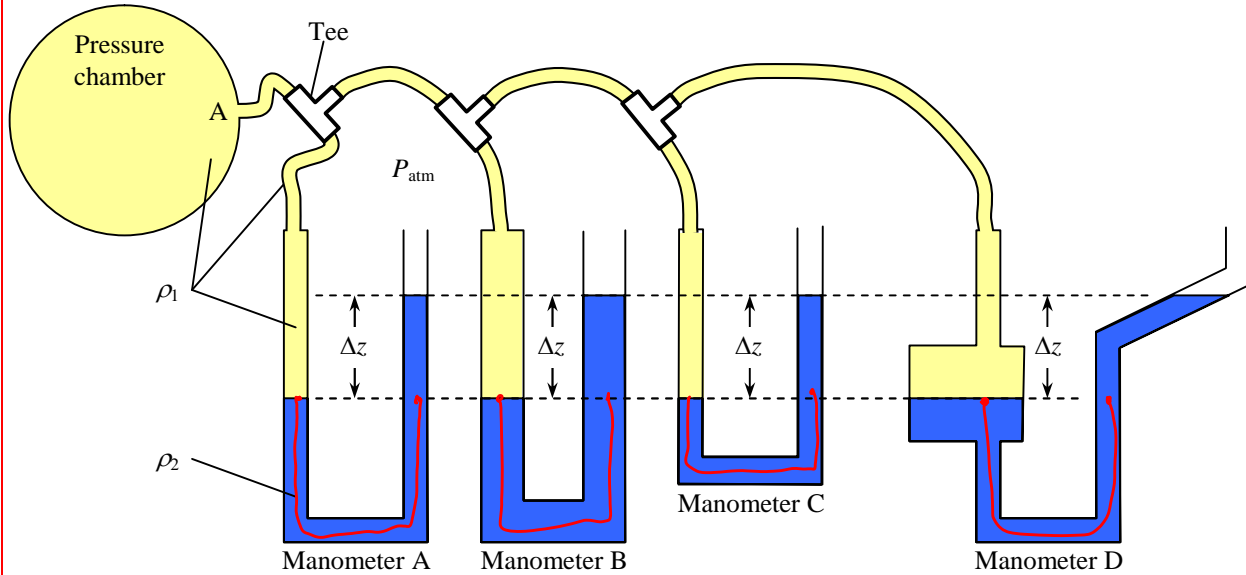 Pressure
chamber
Tee
A
P_atm
ρ₁
Δz Δz Δz Δz
ρ₂
Manometer C
Manometer A Manometer B Manometer D